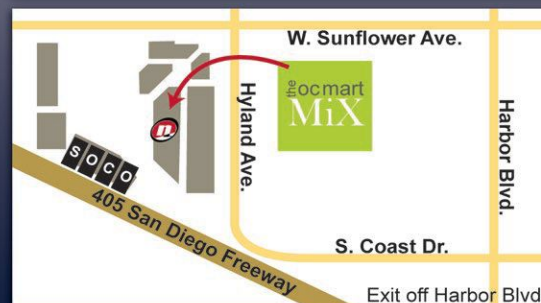 W. Sunflower Ave.
the
ocmart
MiX
Hyland Ave.
Harbor Blvd.
n
SOCO
405 San Diego Freeway
S. Coast Dr.
Exit off Harbor Blvd